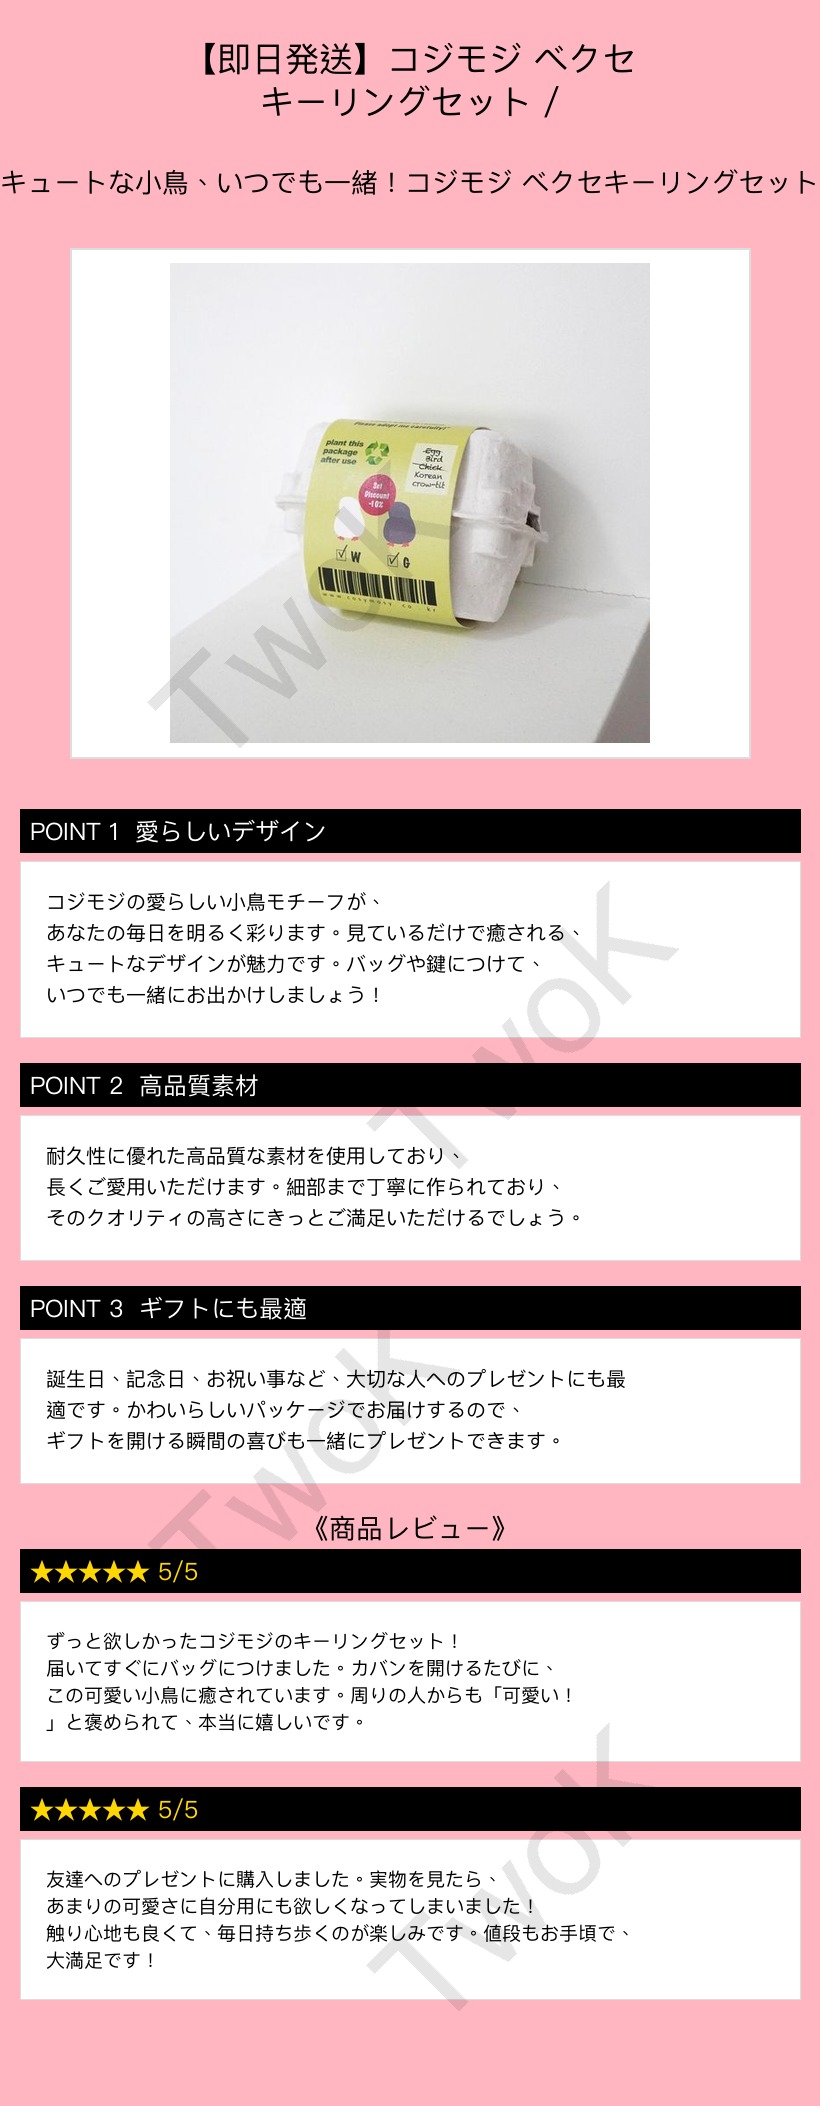 【即日発送】コジモジ ベクセ
キーリングセット /
キュートな小鳥、いつでも一緒！コジモジ ベクセキーリングセット
Please adopt me carefully!"
plant this
package
after use
Egg
Bird
Chick
Korean
crow-tit
Set
Discount
-10%
W
G
www.cozymozy.co.kr
TwoK
POINT 1 愛らしいデザイン
コジモジの愛らしい小鳥モチーフが、
あなたの毎日を明るく彩ります。見ているだけで癒される、
キュートなデザインが魅力です。バッグや鍵につけて、
いつでも一緒にお出かけしましょう！
TwoK
POINT 2 高品質素材
耐久性に優れた高品質な素材を使用しており、
長くご愛用いただけます。細部まで丁寧に作られており、
そのクオリティの高さにきっとご満足いただけるでしょう。
POINT 3 ギフトにも最適
誕生日、記念日、お祝い事など、大切な人へのプレゼントにも最
適です。かわいらしいパッケージでお届けするので、
ギフトを開ける瞬間の喜びも一緒にプレゼントできます。
TwoK
《商品レビュー》
★★★★★ 5/5
ずっと欲しかったコジモジのキーリングセット！
届いてすぐにバッグにつけました。カバンを開けるたびに、
この可愛い小鳥に癒されています。周りの人からも「可愛い！
」と褒められて、本当に嬉しいです。
★★★★★ 5/5
友達へのプレゼントに購入しました。実物を見たら、
あまりの可愛さに自分用にも欲しくなってしまいました！
触り心地も良くて、毎日持ち歩くのが楽しみです。値段もお手頃で、
大満足です！
TwoK